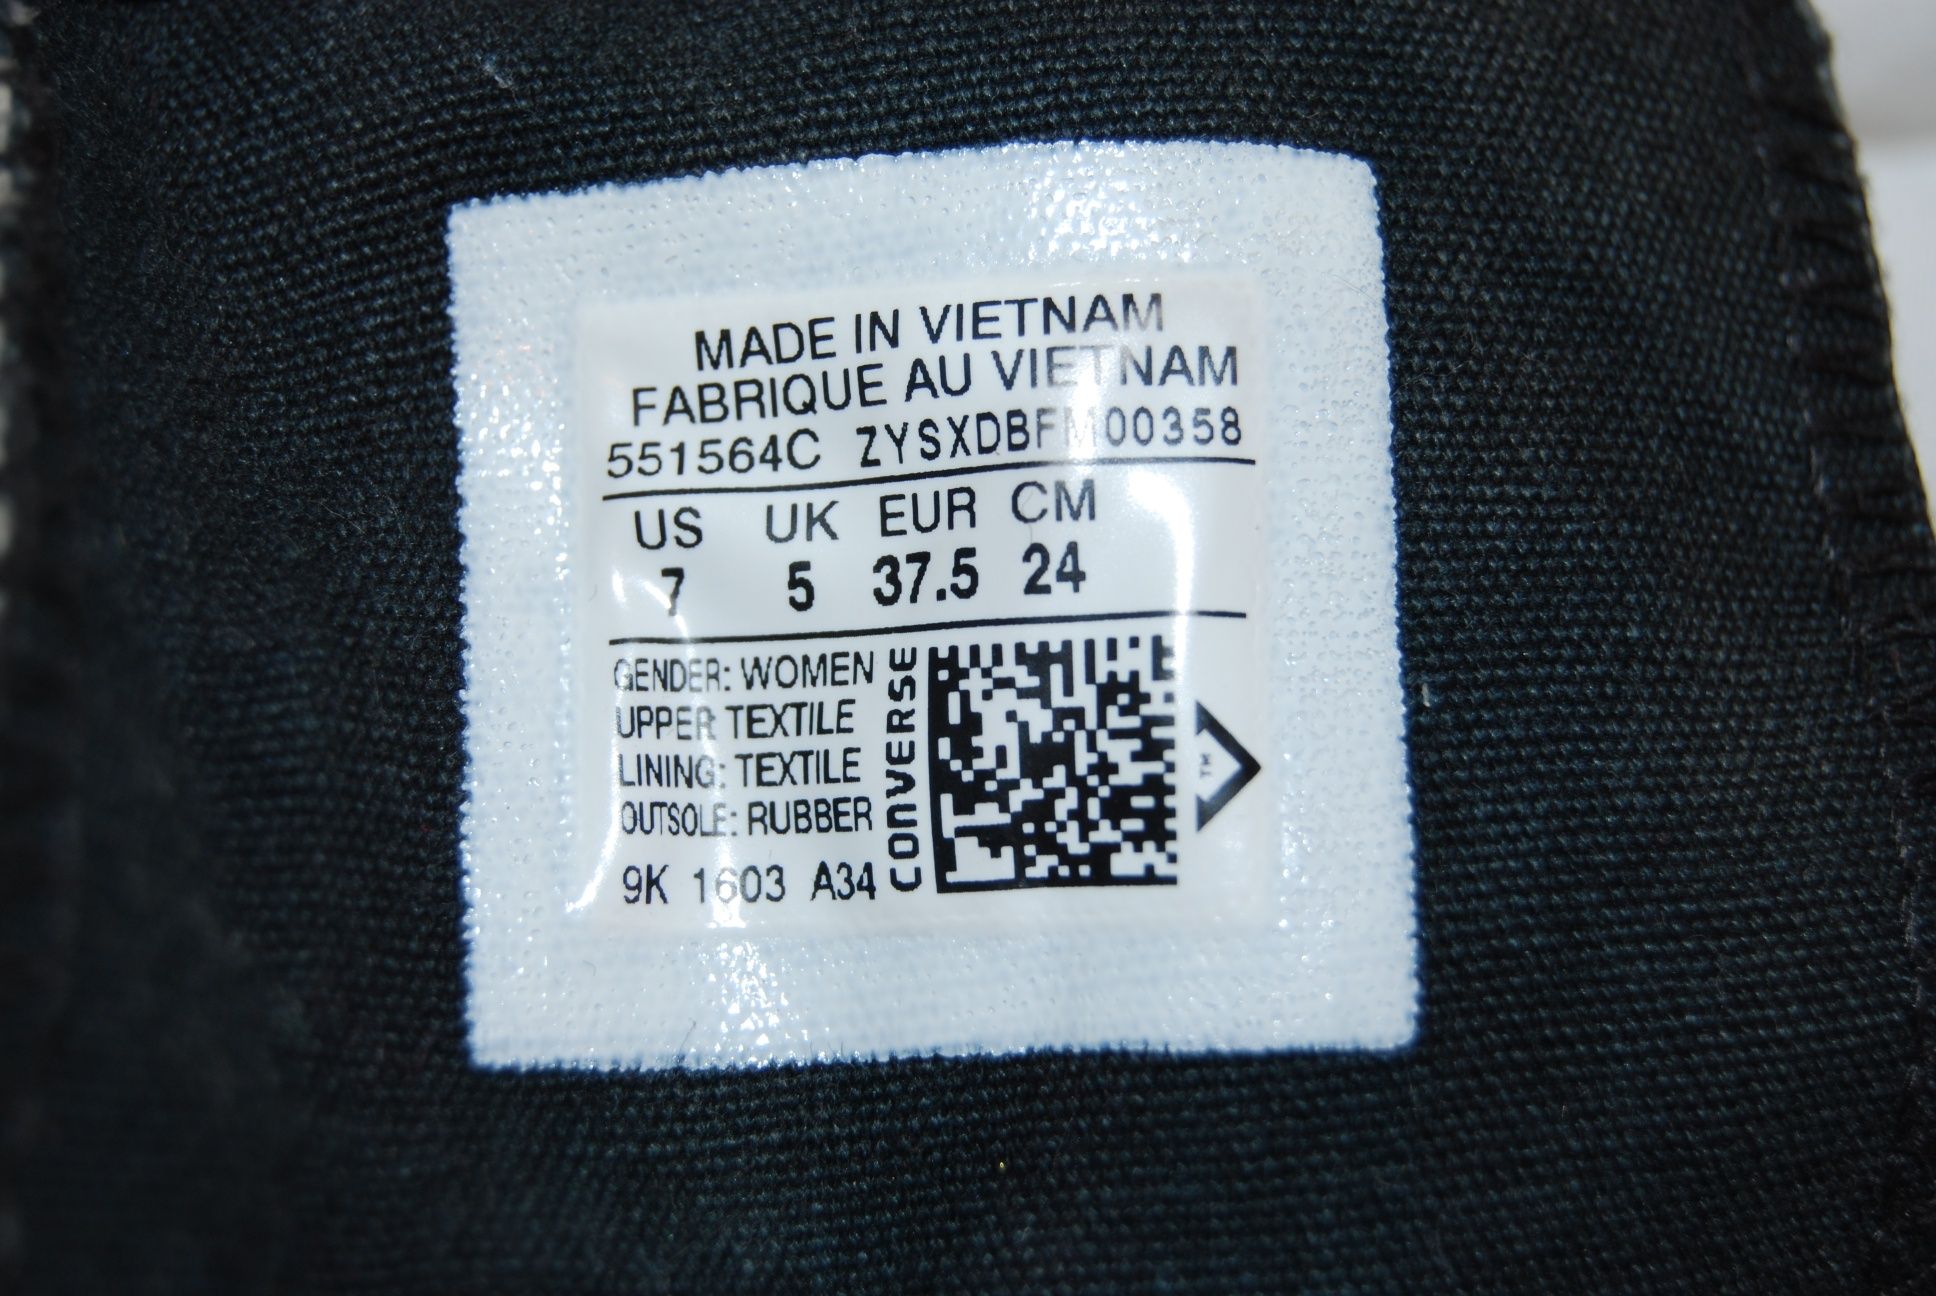 MADE IN VIETNAM
FABRIQUE AU VIETNAM
551564C ZYSXDBFM00358
US UK EUR CM
7 5 37.5 24
GENDER: WOMEN
UPPER TEXTILE
LINING: TEXTILE
OUTSOLE: RUBBER
9K 1603 A34
CONVERSE
TM